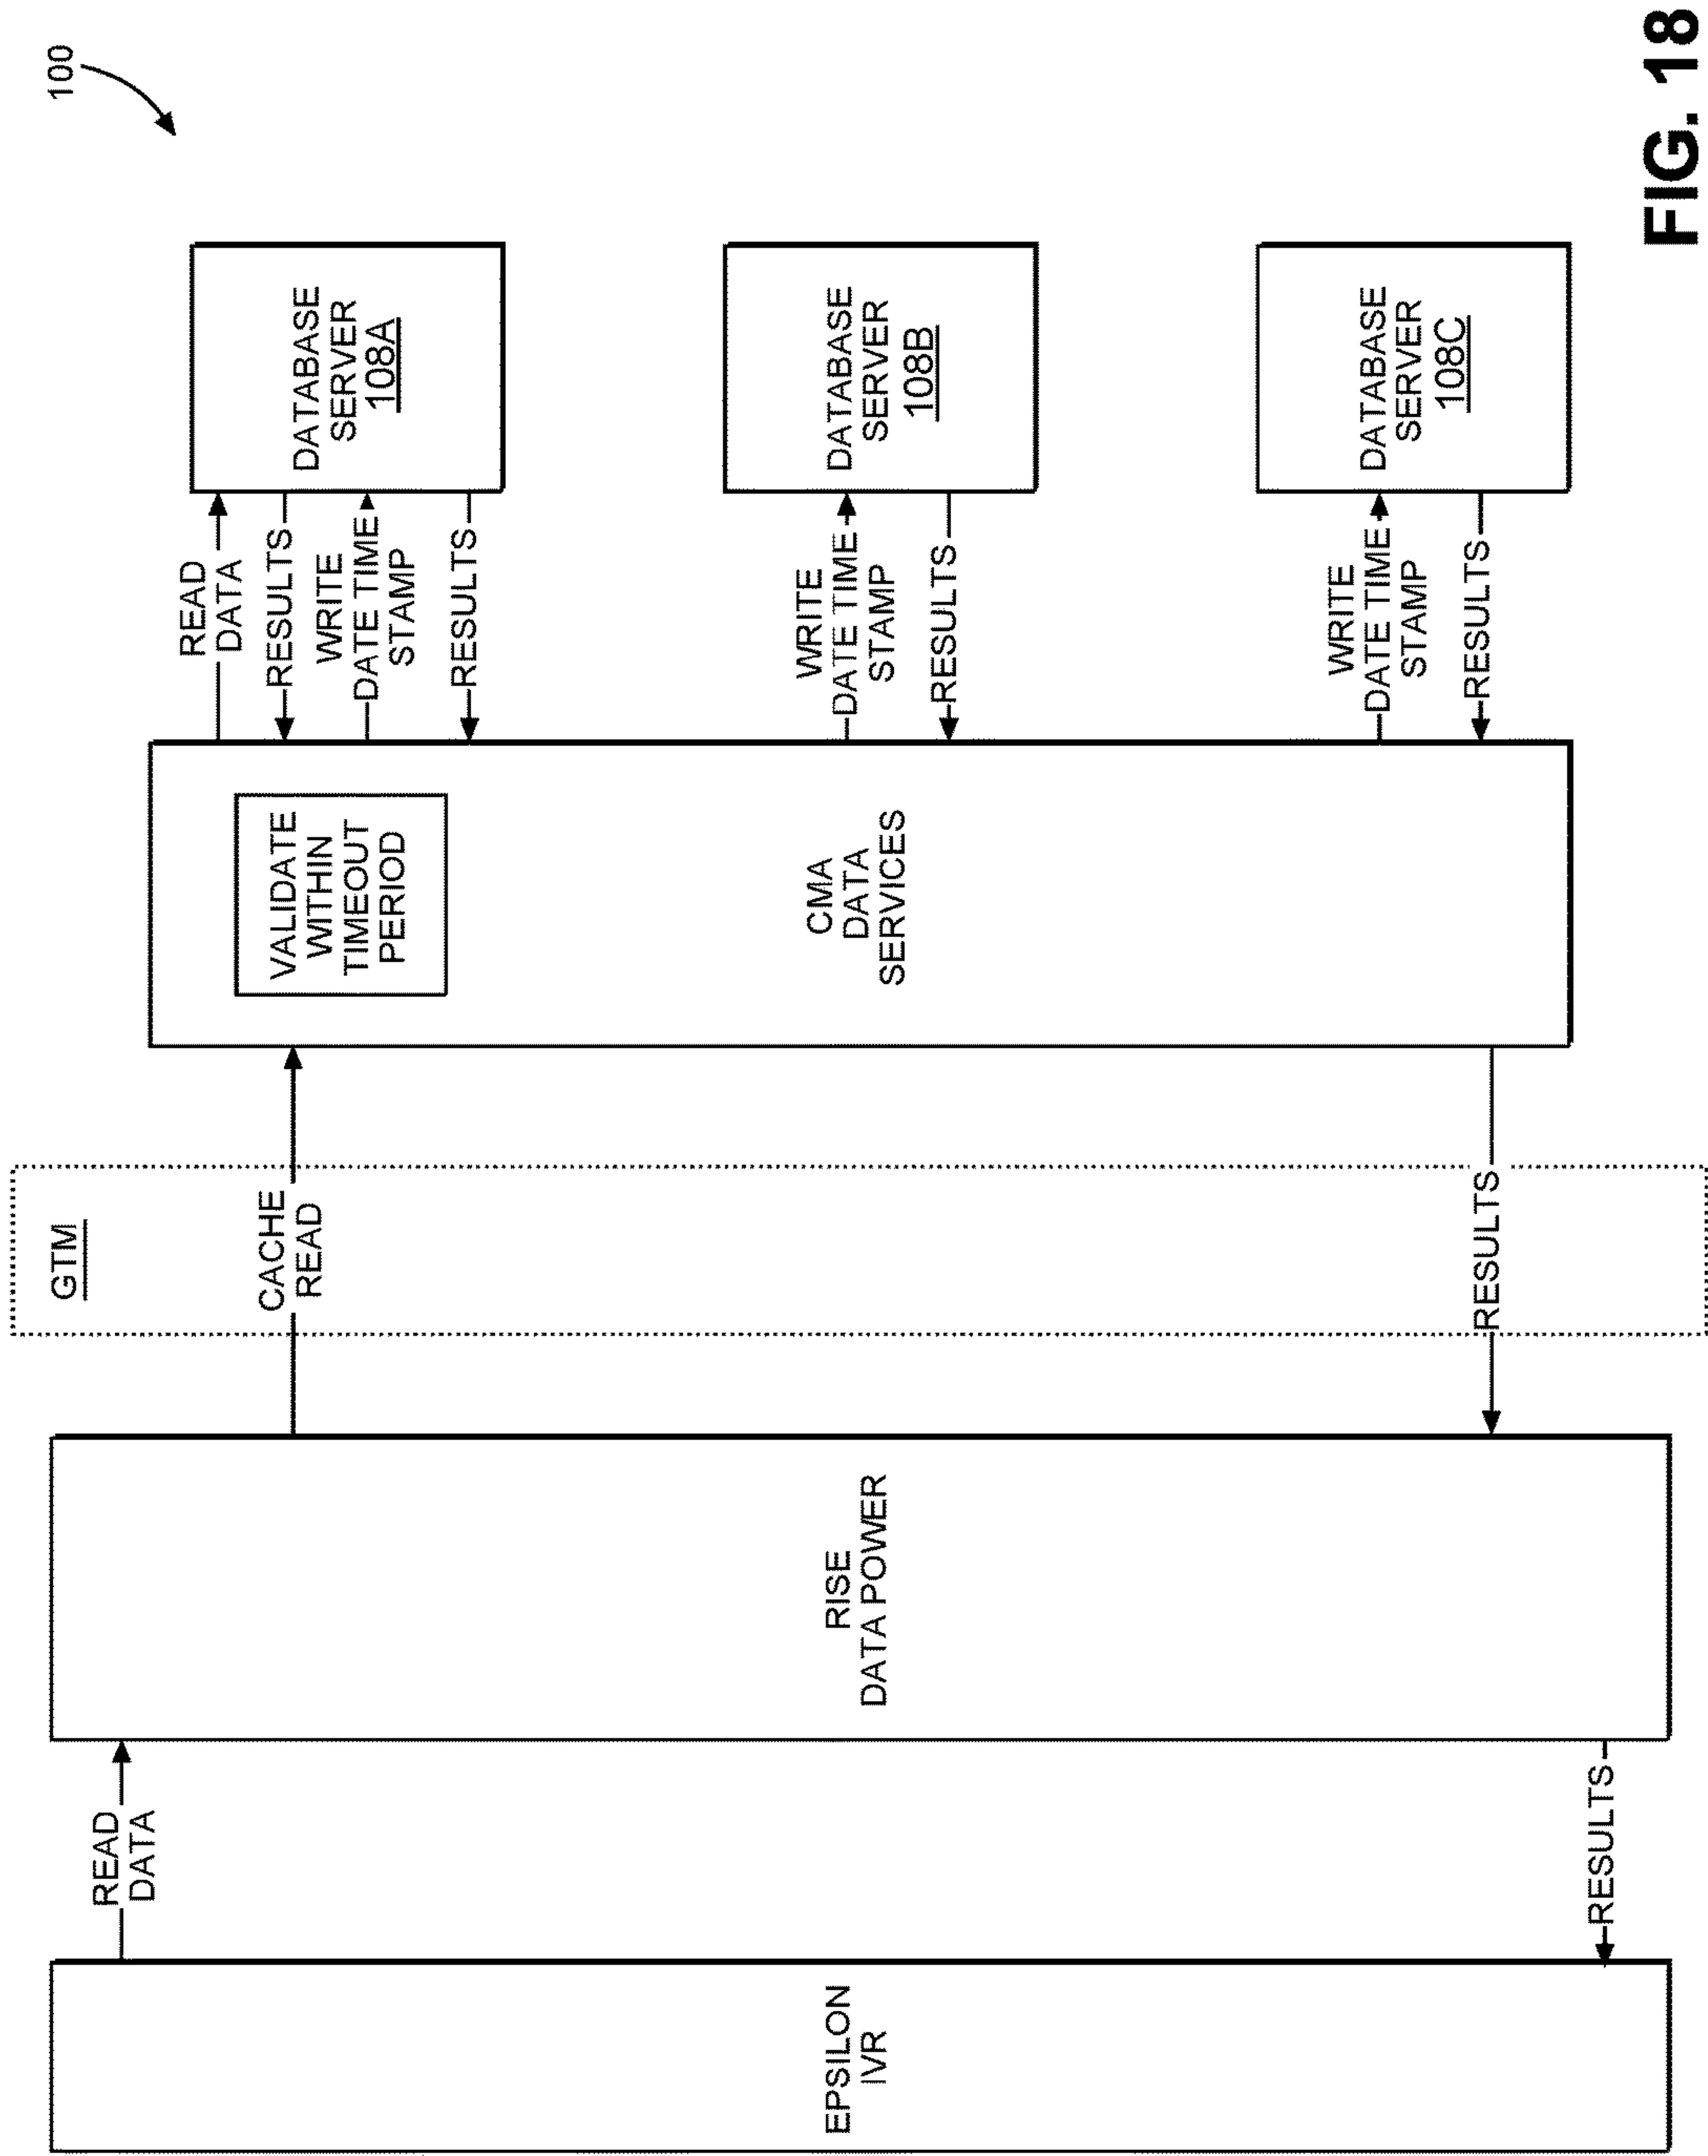 100
EPSILON
IVR
READ
DATA
RESULTS
RISE
DATA POWER
GTM
CACHE
READ
RESULTS
VALIDATE
WITHIN
TIMEOUT
PERIOD
CMA
DATA
SERVICES
READ
DATA
RESULTS
WRITE
DATE TIME
STAMP
RESULTS
WRITE
DATE TIME
STAMP
RESULTS
WRITE
DATE TIME
STAMP
RESULTS
DATABASE
SERVER
108A
DATABASE
SERVER
108B
DATABASE
SERVER
108C
FIG. 18